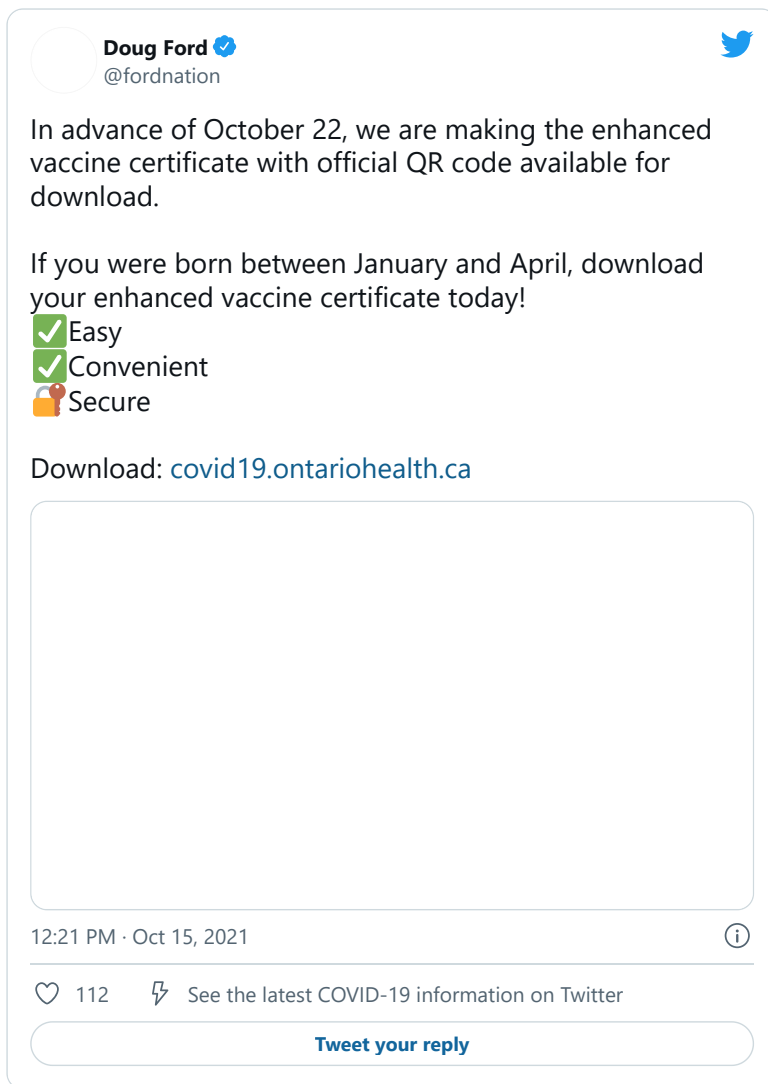 Doug Ford
@fordnation
In advance of October 22, we are making the enhanced
vaccine certificate with official QR code available for
download.
If you were born between January and April, download
your enhanced vaccine certificate today!
✅Easy
✅Convenient
🔐Secure
Download: covid19.ontariohealth.ca
12:21 PM · Oct 15, 2021
112 See the latest COVID-19 information on Twitter
Tweet your reply